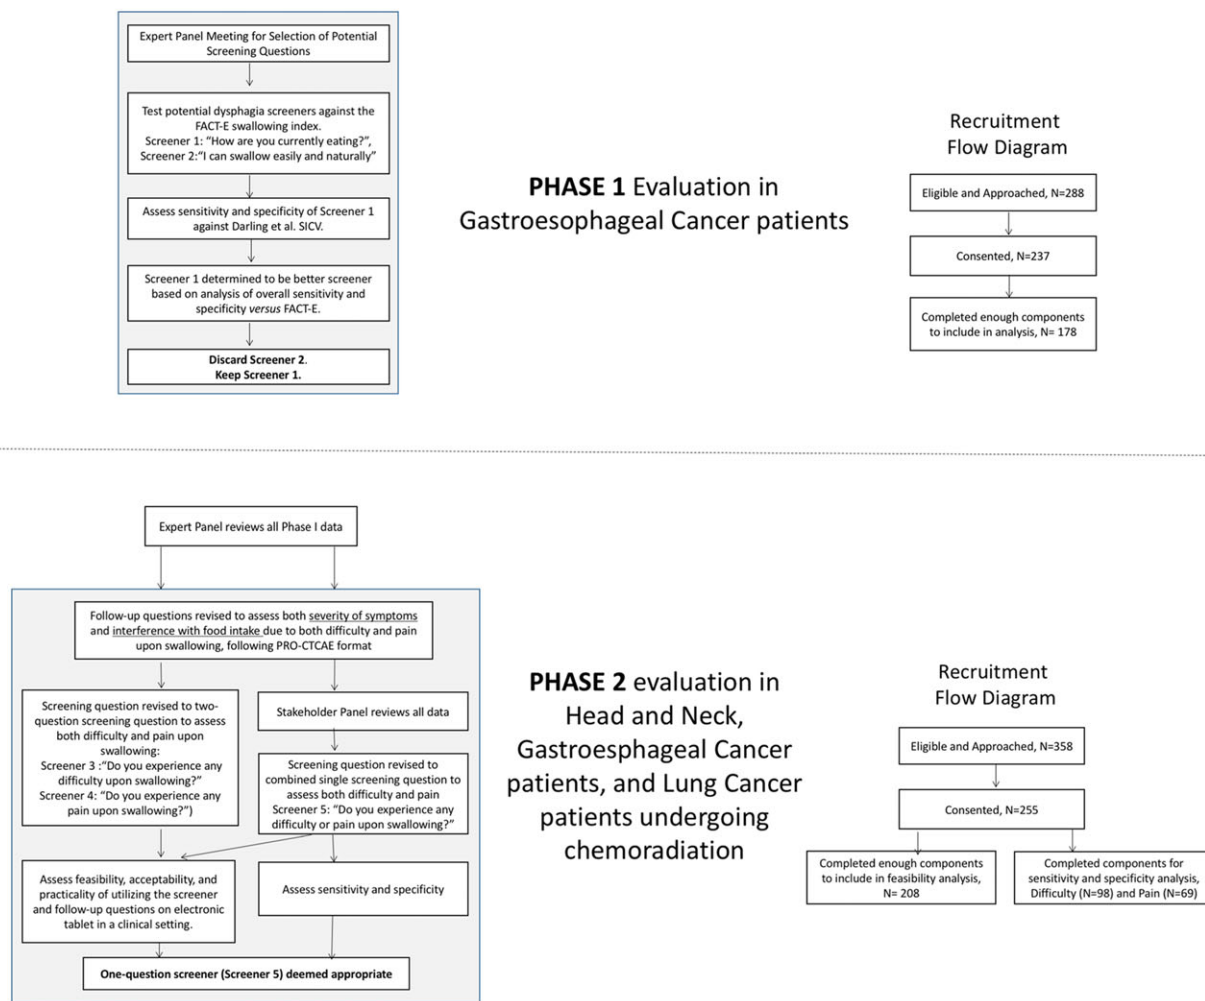 Expert Panel Meeting for Selection of Potential
Screening Questions
Test potential dysphagia screeners against the
FACT-E swallowing index.
Screener 1: “How are you currently eating?”,
Screener 2:“I can swallow easily and naturally”
Assess sensitivity and specificity of Screener 1
against Darling et al. SICV.
Screener 1 determined to be better screener
based on analysis of overall sensitivity and
specificity versus FACT-E.
Discard Screener 2.
Keep Screener 1.
PHASE 1 Evaluation in
Gastroesophageal Cancer patients
Recruitment
Flow Diagram
Eligible and Approached, N=288
Consented, N=237
Completed enough components
to include in analysis, N= 178
Expert Panel reviews all Phase I data
Follow-up questions revised to assess both severity of symptoms
and interference with food intake due to both difficulty and pain
upon swallowing, following PRO-CTCAE format
Screening question revised to two-
question screening question to assess
both difficulty and pain upon
swallowing:
Screener 3 :“Do you experience any
difficulty upon swallowing?”
Screener 4: “Do you experience any
pain upon swallowing?”)
Stakeholder Panel reviews all data
Screening question revised to
combined single screening question to
assess both difficulty and pain
Screener 5: “Do you experience any
difficulty or pain upon swallowing?”
Assess feasibility, acceptability, and
practicality of utilizing the screener
and follow-up questions on electronic
tablet in a clinical setting.
Assess sensitivity and specificity
One-question screener (Screener 5) deemed appropriate
PHASE 2 evaluation in
Head and Neck,
Gastroesphageal Cancer
patients, and Lung Cancer
patients undergoing
chemoradiation
Recruitment
Flow Diagram
Eligible and Approached, N=358
Consented, N=255
Completed enough components
to include in feasibility analysis,
N= 208
Completed components for
sensitivity and specificity analysis,
Difficulty (N=98) and Pain (N=69)